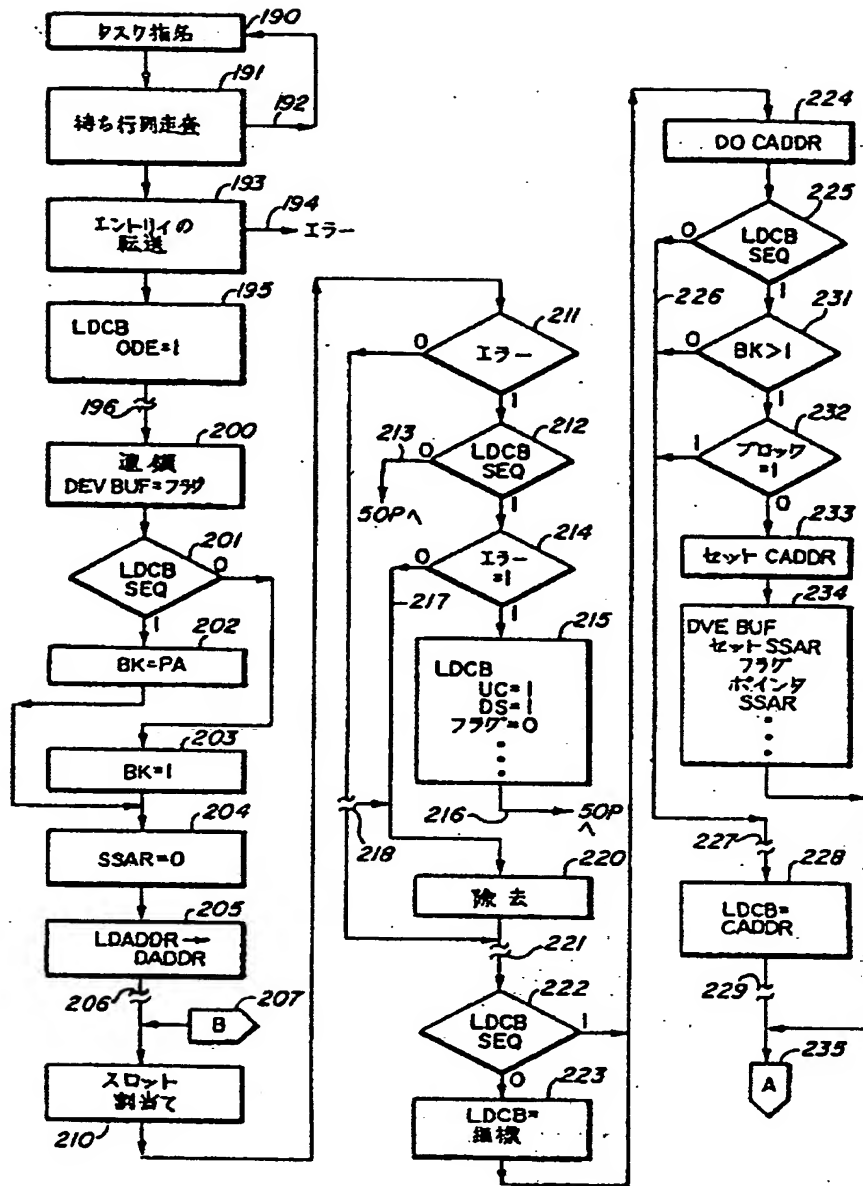 190
タスク指名
191
192
待ち行列走査
193
194
エントリィの
転送
エラー
195
LDCB
ODE=1
196
200
DEV BUF=フラグ
201
LDCB
SEQ
0
1
202
BK=PA
203
BK=1
204
SSAR=0
205
LDADDR→
DADDR
206
207
B
スロット
割当て
210
211
エラー
0
1
212
213
0
LDCB
SEQ
1
50Pへ
214
エラー
=1
0
217
1
215
LDCB
UC=1
DS=1
フラグ=0
216
50P
へ
218
220
除去
221
222
LDCB
SEQ
1
0
223
LDCB=
224
DO CADDR
225
LDCB
SEQ
0
226
1
231
BK>1
0
1
232
ブロック
=1
1
0
233
セット CADDR
234
DVE BUF
セット SSAR
フラグ
ポインタ
SSAR
227
228
LDCB=
CADDR
229
235
A